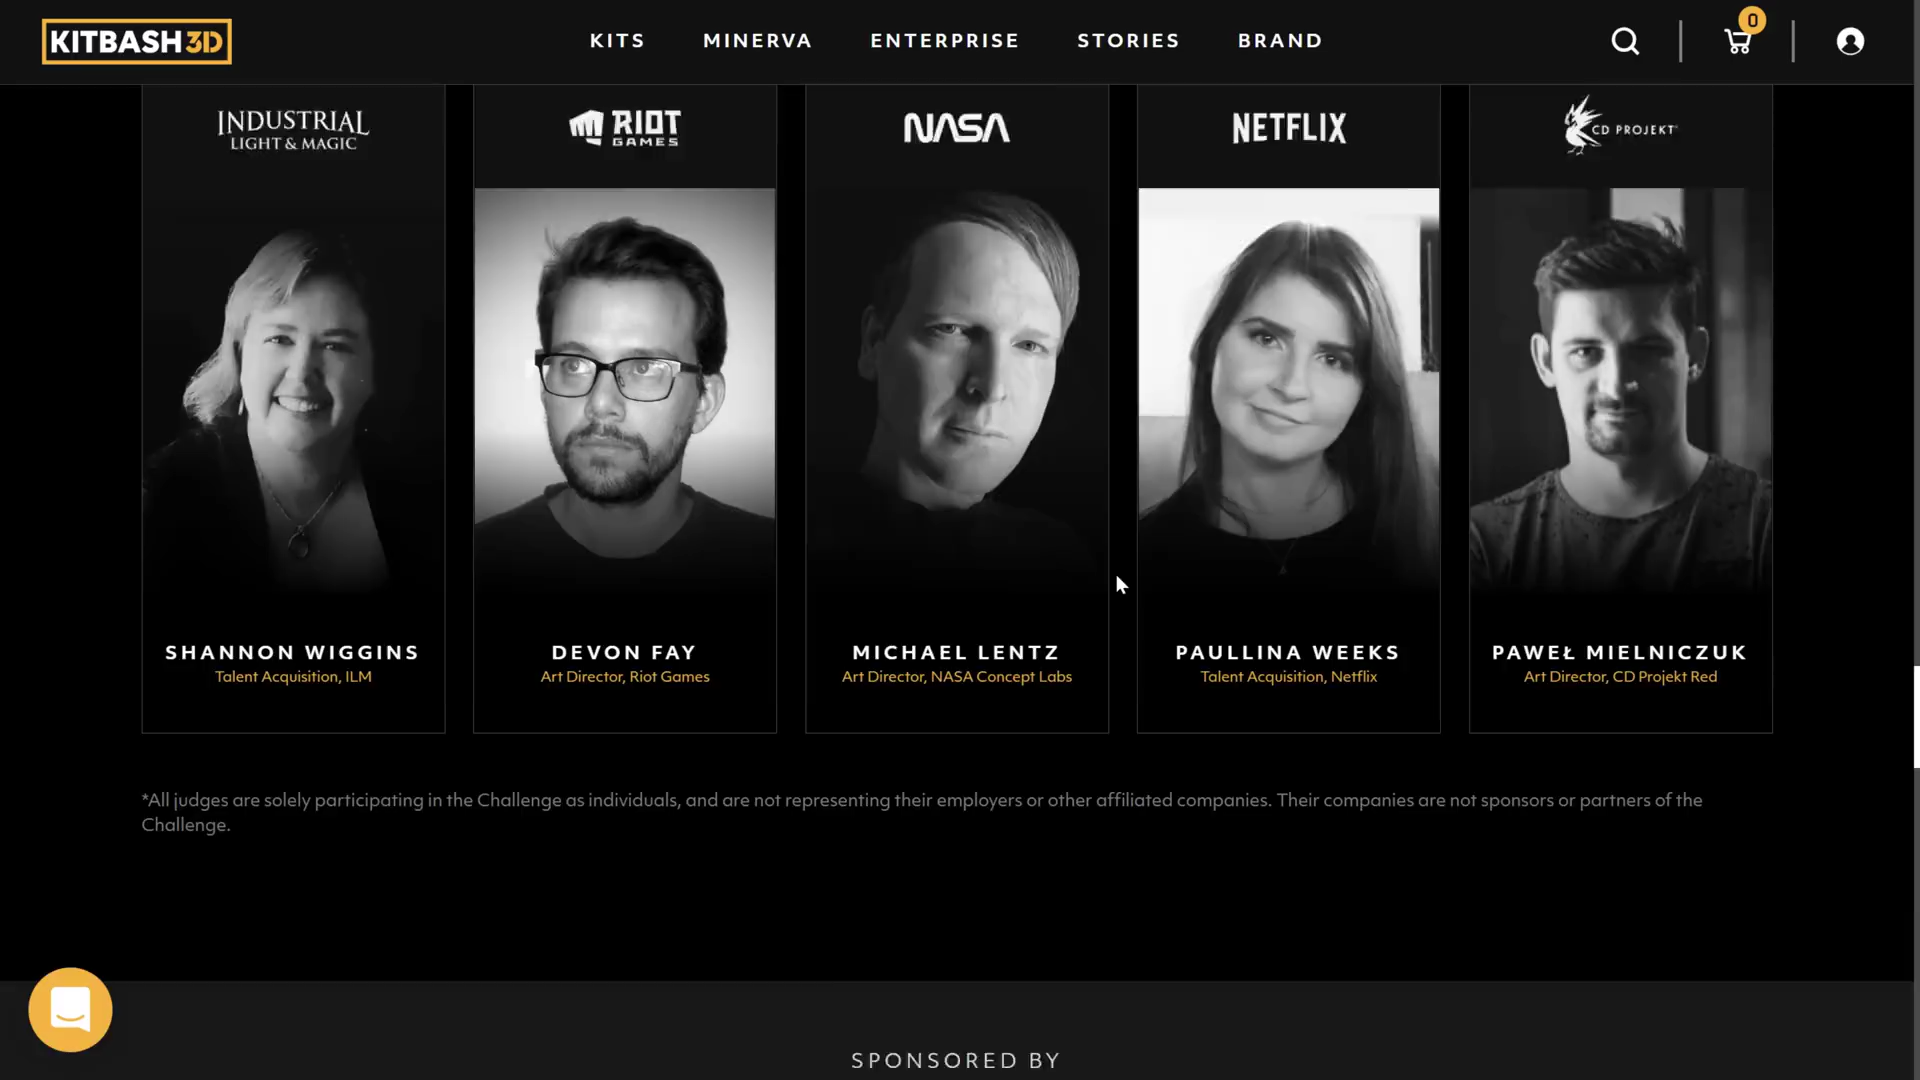 KITBASH3D
KITS
MINERVA
ENTERPRISE
STORIES
BRAND
0
INDUSTRIAL
LIGHT & MAGIC
RIOT
GAMES
NASA
NETFLIX
CD PROJEKT
SHANNON WIGGINS
Talent Acquisition, ILM
DEVON FAY
Art Director, Riot Games
MICHAEL LENTZ
Art Director, NASA Concept Labs
PAULLINA WEEKS
Talent Acquisition, Netflix
PAWEŁ MIELNICZUK
Art Director, CD Projekt Red
*All judges are solely participating in the Challenge as individuals, and are not representing their employers or other affiliated companies. Their companies are not sponsors or partners of the
Challenge.
SPONSORED BY